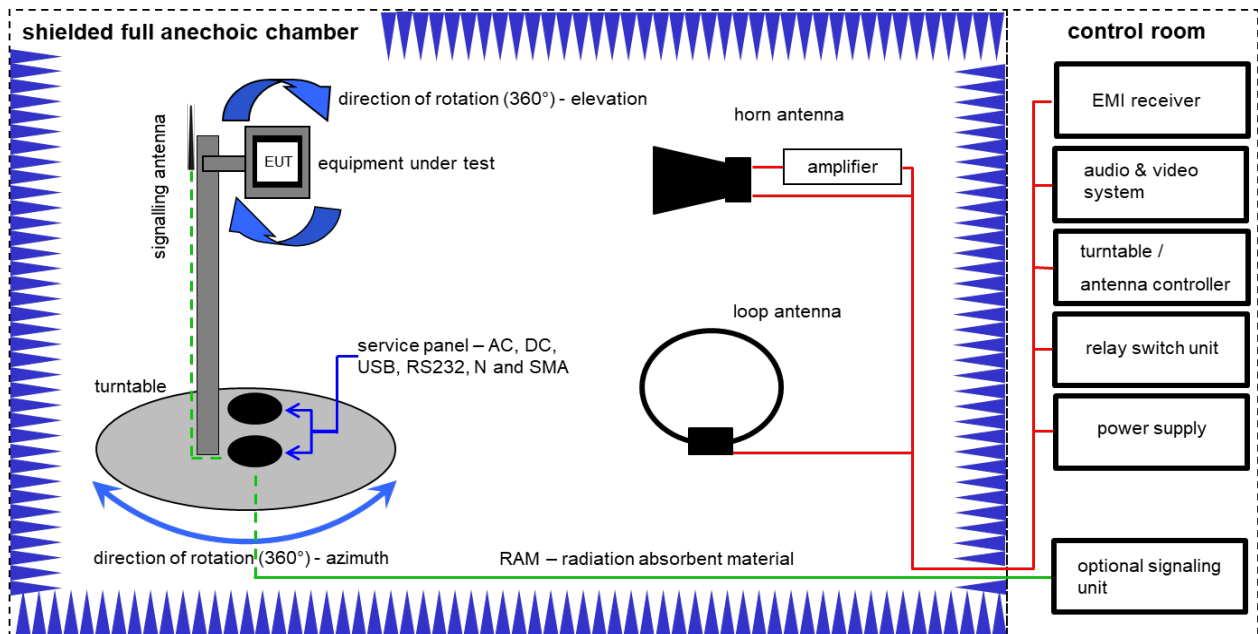 shielded full anechoic chamber
control room
direction of rotation (360°) - elevation
signalling antenna
EUT
equipment under test
horn antenna
amplifier
EMI receiver
audio & video
system
turntable /
antenna controller
loop antenna
service panel – AC, DC,
USB, RS232, N and SMA
turntable
relay switch unit
power supply
direction of rotation (360°) - azimuth
RAM – radiation absorbent material
optional signaling
unit